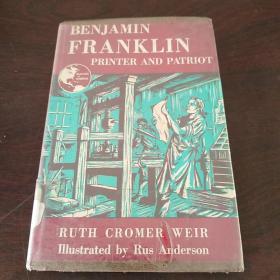 BENJAMIN
FRANKLIN
PRINTER AND PATRIOT
RUTH CROMER WEIR
Illustrated by Rus Anderson